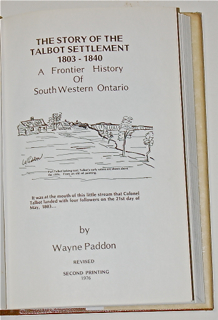 THE STORY OF THE
TALBOT SETTLEMENT
1803 - 1840
A Frontier History
Of
South Western Ontario
It was at the mouth of this little stream that Colonel
Talbot landed with four followers on the 21st day of
May, 1803...
by
Wayne Paddon
REVISED
SECOND PRINTING
1976